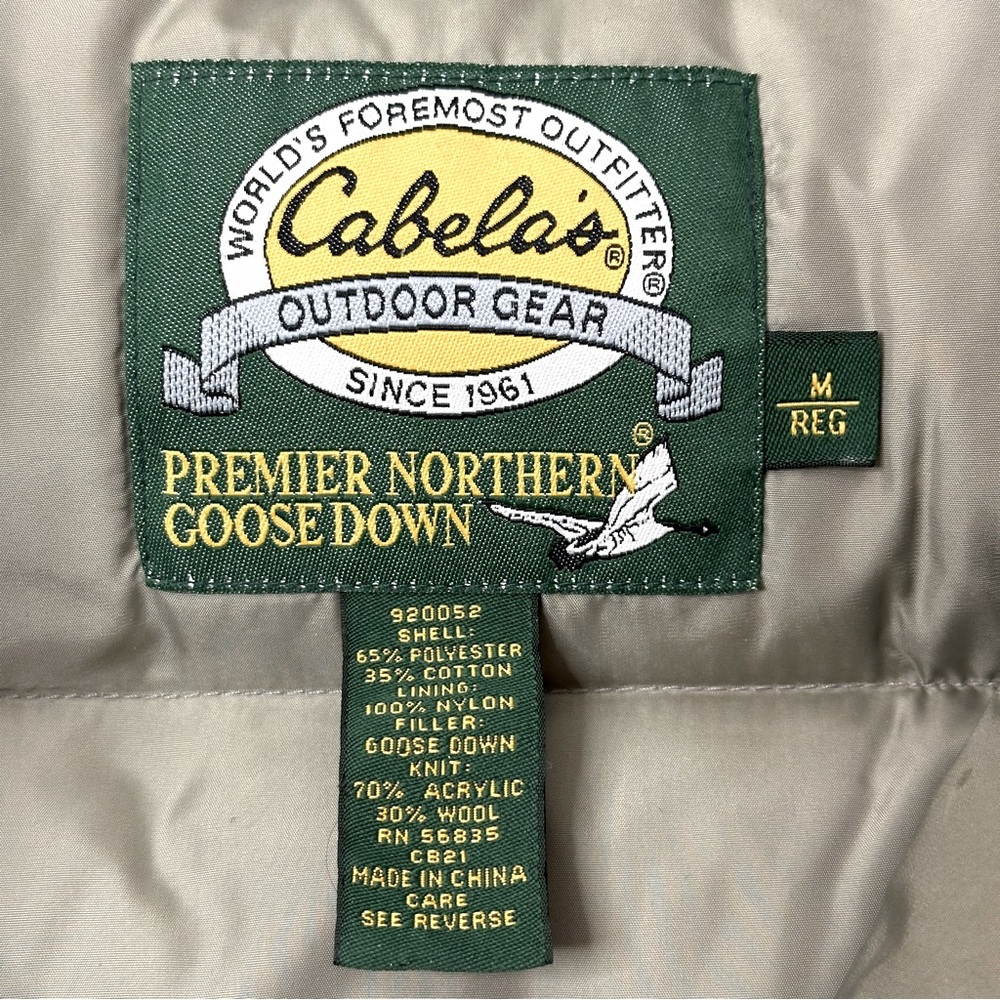 WORLD'S FOREMOST OUTFITTER®
Cabela's®
OUTDOOR GEAR
SINCE 1961
M
REG
PREMIER NORTHERN®
GOOSE DOWN
920052
SHELL:
65% POLYESTER
35% COTTON
LINING:
100% NYLON
FILLER:
GOOSE DOWN
KNIT:
70% ACRYLIC
30% WOOL
RN 56835
CB21
MADE IN CHINA
CARE
SEE REVERSE